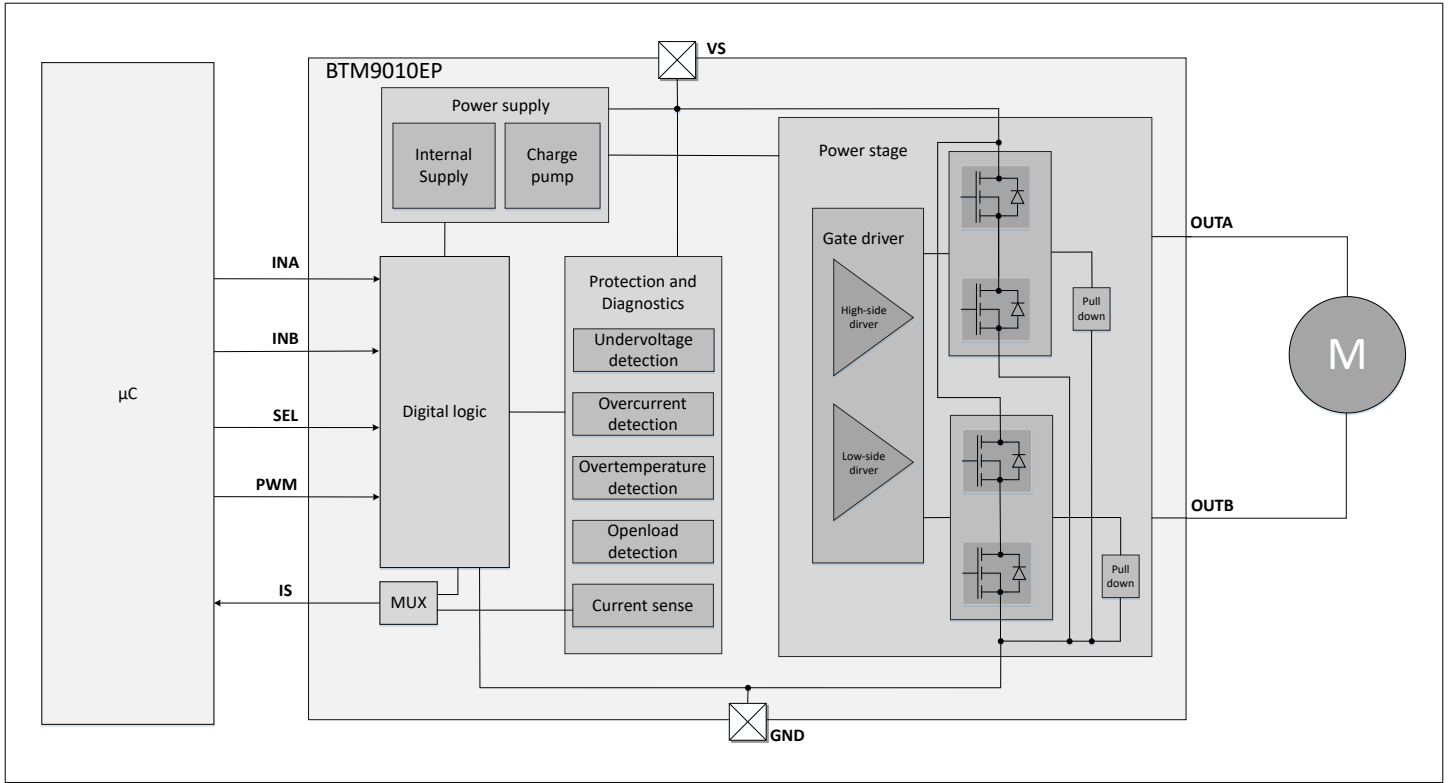 VS
BTM9010EP
Power supply
Internal
Supply
Charge
pump
Power stage
OUTA
Gate driver
INA
Protection and
Diagnostics
High-side
dirver
Pull
down
Undervoltage
detection
INB
M
µC
Digital logic
Overcurrent
detection
SEL
Low-side
dirver
Overtemperature
detection
PWM
OUTB
Openload
detection
Pull
down
IS
MUX
Current sense
GND